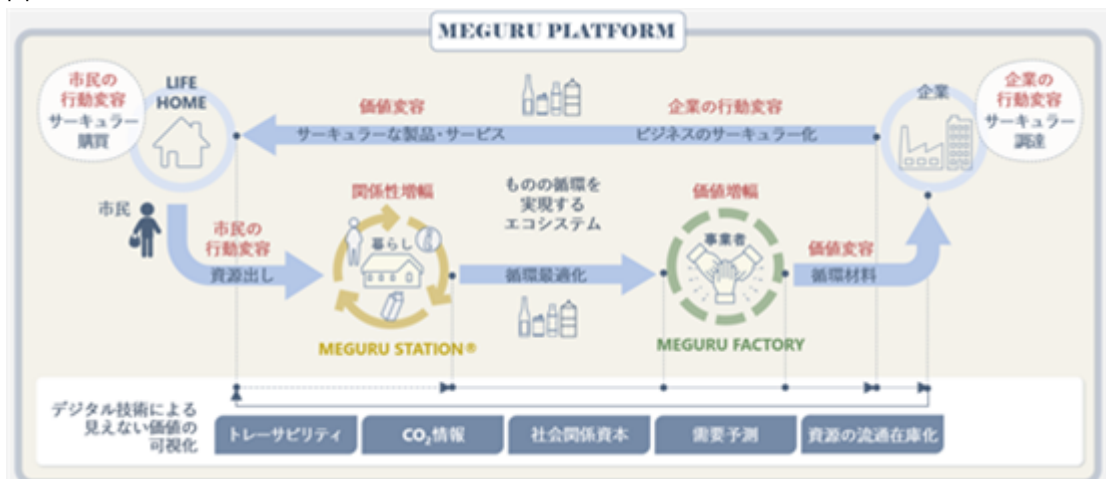 MEGURU PLATFORM
市民の
行動変容
サーキュラー
購買
LIFE
HOME
価値変容
サーキュラーな製品・サービス
企業の行動変容
ビジネスのサーキュラー化
企業
企業の
行動変容
サーキュラー
調達
市民
市民の
行動変容
資源出し
関係性増幅
暮らし
MEGURU STATION®
ものの循環を
実現する
エコシステム
循環最適化
価値増幅
事業者
MEGURU FACTORY
価値変容
循環材料
デジタル技術による
見えない価値の
可視化
トレーサビリティ
CO₂情報
社会関係資本
需要予測
資源の流通在庫化